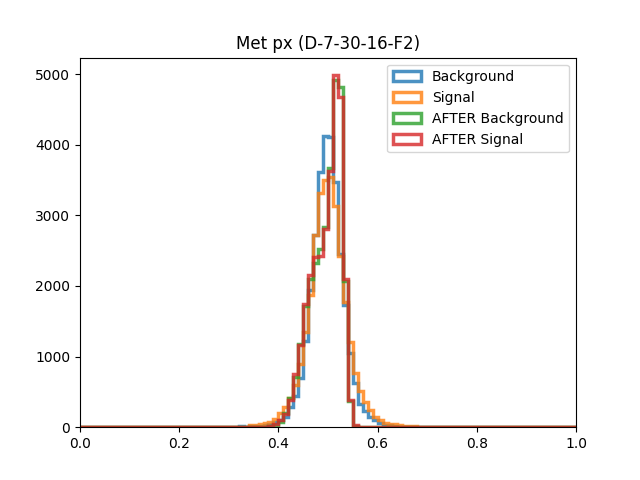 Met px (D-7-30-16-F2)
5000
4000
3000
2000
1000
0
0.0 0.2 0.4 0.6 0.8 1.0
Background
Signal
AFTER Background
AFTER Signal